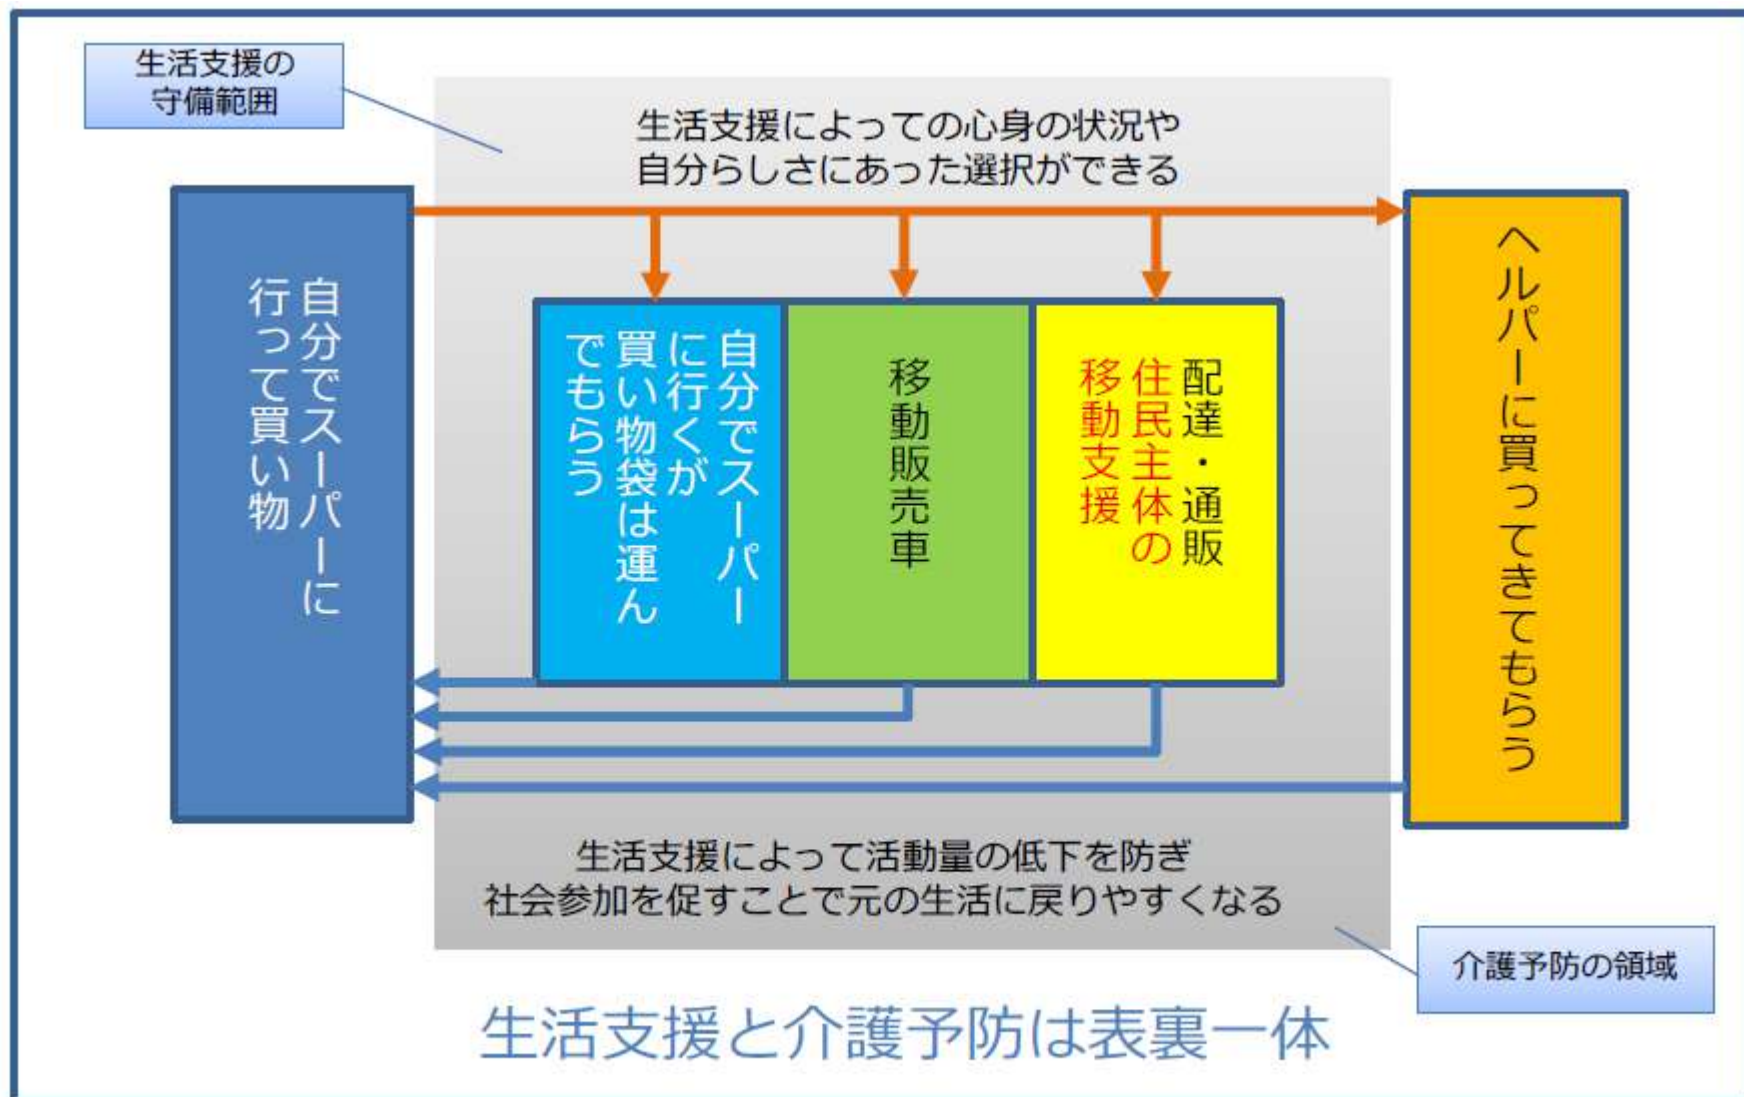 生活支援の
守備範囲
生活支援によっての心身の状況や
自分らしさにあった選択ができる
自分でスーパーに
行って買い物
自分でスーパー
に行くが
買い物袋は運ん
でもらう
移動販売車
配達・通販
住民主体の
移動支援
ヘルパーに買ってきてもらう
生活支援によって活動量の低下を防ぎ
社会参加を促すことで元の生活に戻りやすくなる
介護予防の領域
生活支援と介護予防は表裏一体